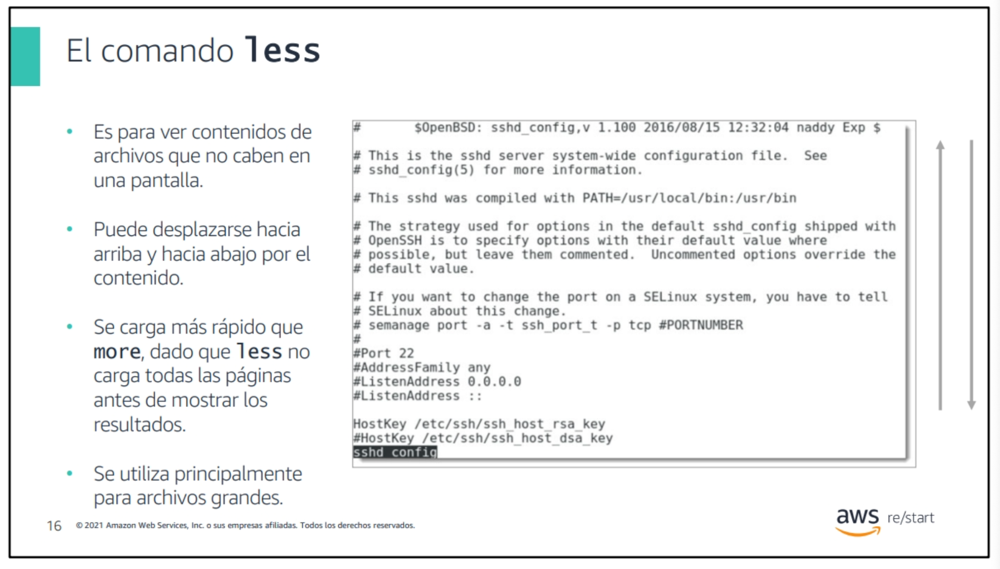 El comando less
• Es para ver contenidos de
archivos que no caben en
una pantalla.
• Puede desplazarse hacia
arriba y hacia abajo por el
contenido.
• Se carga más rápido que
more, dado que less no
carga todas las páginas
antes de mostrar los
resultados.
• Se utiliza principalmente
para archivos grandes.
#       $OpenBSD: sshd_config,v 1.100 2016/08/15 12:32:04 naddy Exp $
# This is the sshd server system-wide configuration file.  See
# sshd_config(5) for more information.
# This sshd was compiled with PATH=/usr/local/bin:/usr/bin
# The strategy used for options in the default sshd_config shipped with
# OpenSSH is to specify options with their default value where
# possible, but leave them commented.  Uncommented options override the
# default value.
# If you want to change the port on a SELinux system, you have to tell
# SELinux about this change.
# semanage port -a -t ssh_port_t -p tcp #PORTNUMBER
#
#Port 22
#AddressFamily any
#ListenAddress 0.0.0.0
#ListenAddress ::
HostKey /etc/ssh/ssh_host_rsa_key
#HostKey /etc/ssh/ssh_host_dsa_key
sshd_config
16 © 2021 Amazon Web Services, Inc. o sus empresas afiliadas. Todos los derechos reservados.
aws re/start